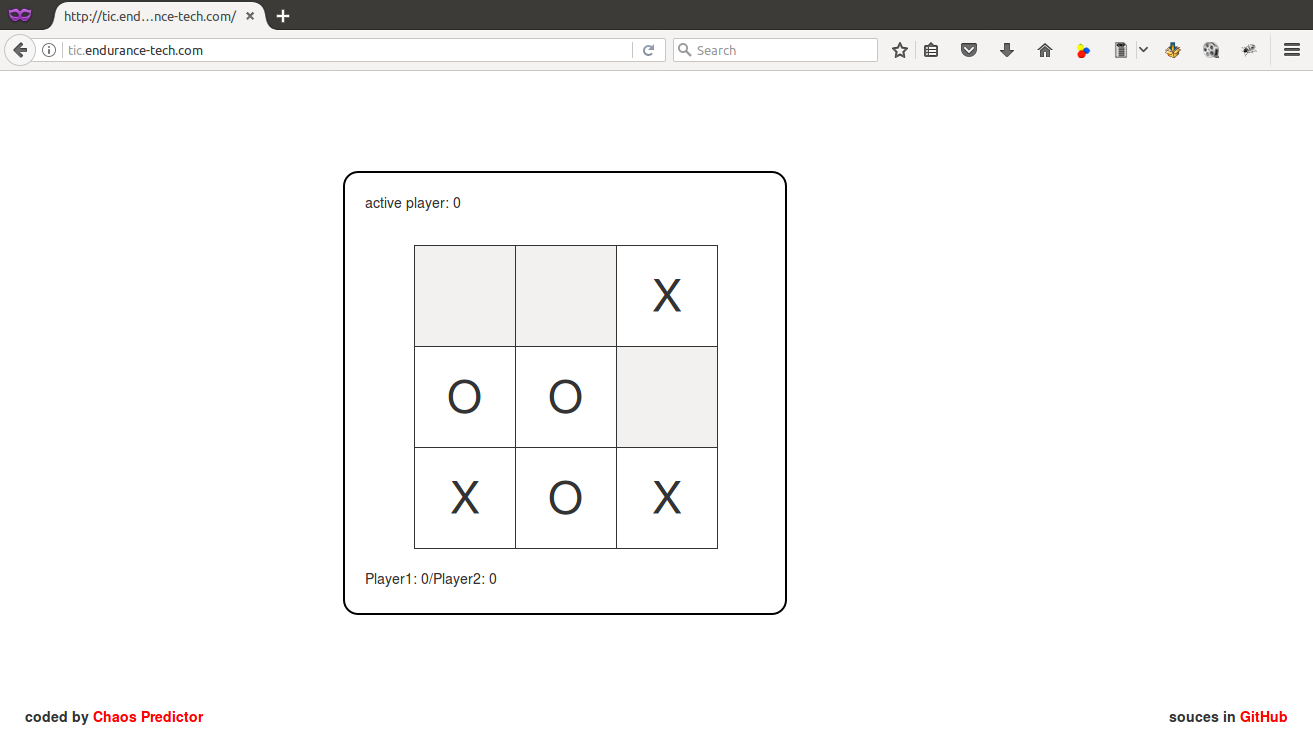 http://tic.end...nce-tech.com/
tic.endurance-tech.com
Search
active player: 0
X
O O
X O X
Player1: 0/Player2: 0
coded by Chaos Predictor
souces in GitHub